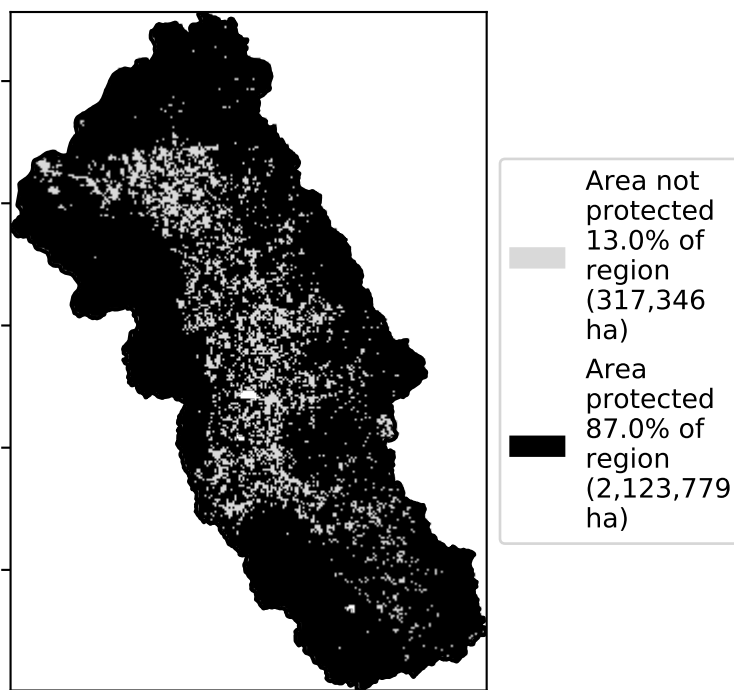 Area not
protected
13.0% of
region
(317,346
ha)
Area
protected
87.0% of
region
(2,123,779
ha)